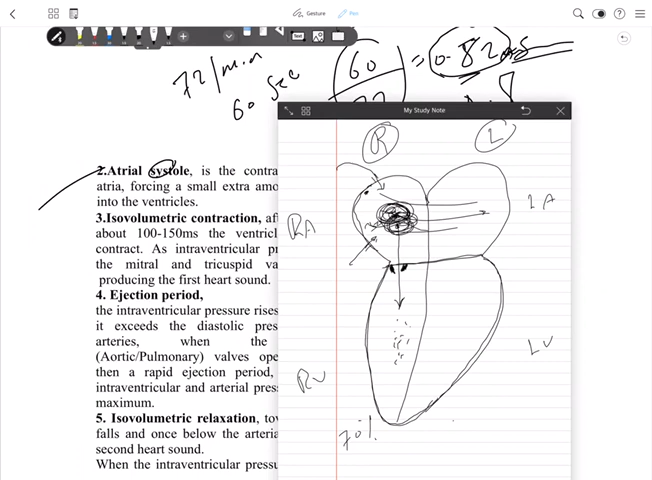 Gesture Pen
Text
72/min
60 sec
60
72
= 0.82
My Study Note
R L
RA LA
RV LV
70%
2.Atrial systole, is the contra
atria, forcing a small extra amo
into the ventricles.
3.Isovolumetric contraction, aft
about 100-150ms the ventricl
contract. As intraventricular p
the mitral and tricuspid va
producing the first heart sound.
4. Ejection period,
the intraventricular pressure rises
it exceeds the diastolic pres
arteries, when the
(Aortic/Pulmonary) valves ope
then a rapid ejection period,
intraventricular and arterial press
maximum.
5. Isovolumetric relaxation, tow
falls and once below the arteria
second heart sound.
When the intraventricular pressu